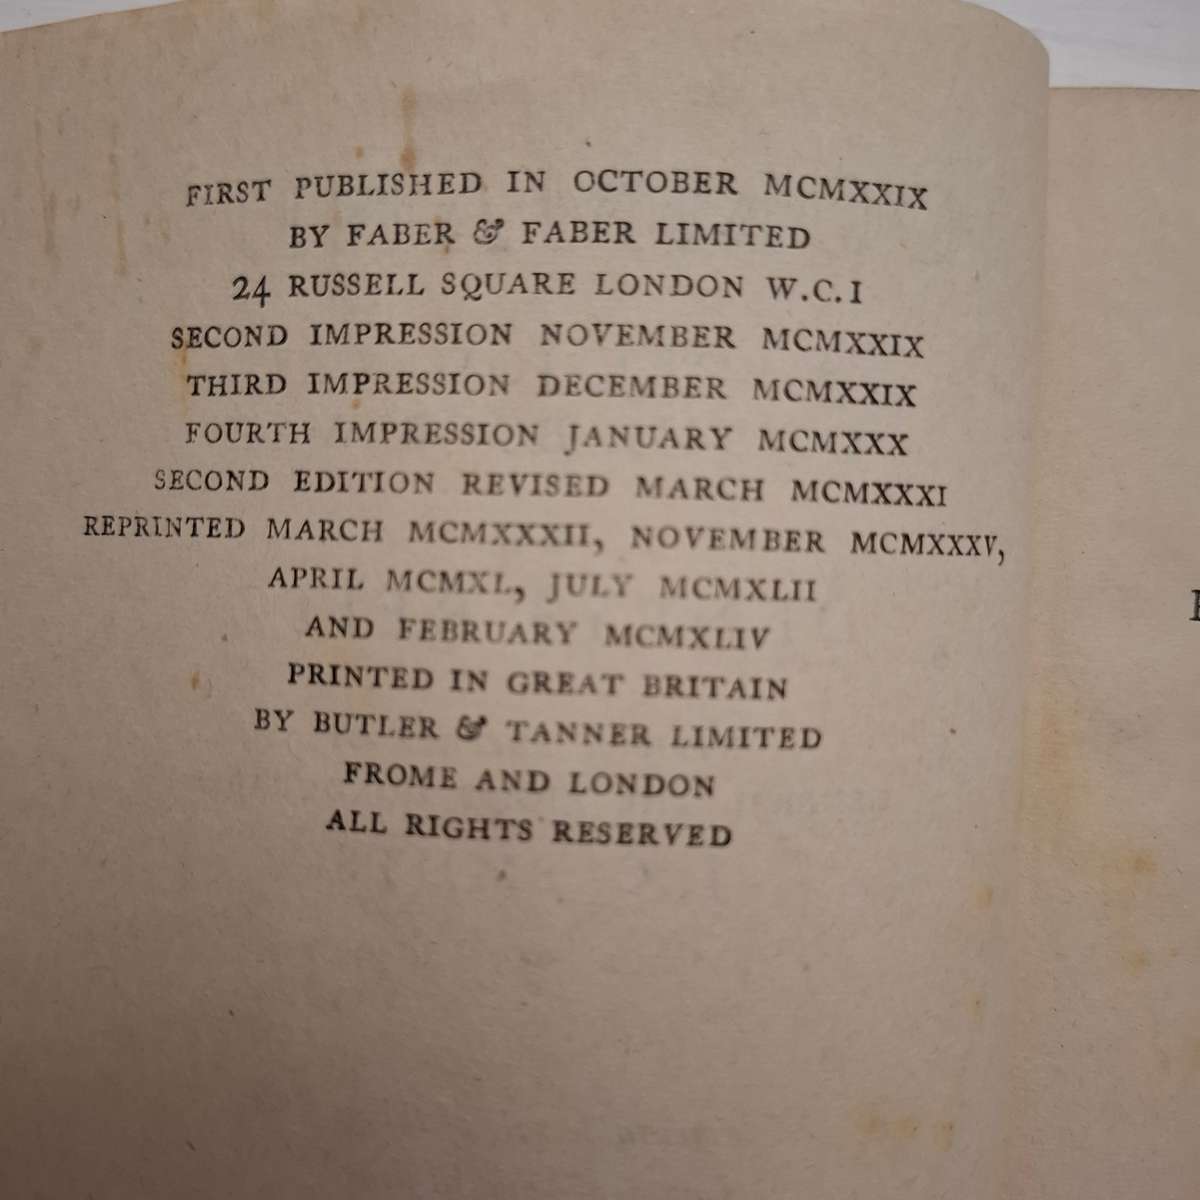 FIRST PUBLISHED IN OCTOBER MCMXXIX
BY FABER & FABER LIMITED
24 RUSSELL SQUARE LONDON W.C.1
SECOND IMPRESSION NOVEMBER MCMXXIX
THIRD IMPRESSION DECEMBER MCMXXIX
FOURTH IMPRESSION JANUARY MCMXXX
SECOND EDITION REVISED MARCH MCMXXXI
REPRINTED MARCH MCMXXXII, NOVEMBER MCMXXXV,
APRIL MCMXL, JULY MCMXLII
AND FEBRUARY MCMXLIV
PRINTED IN GREAT BRITAIN
BY BUTLER & TANNER LIMITED
FROME AND LONDON
ALL RIGHTS RESERVED